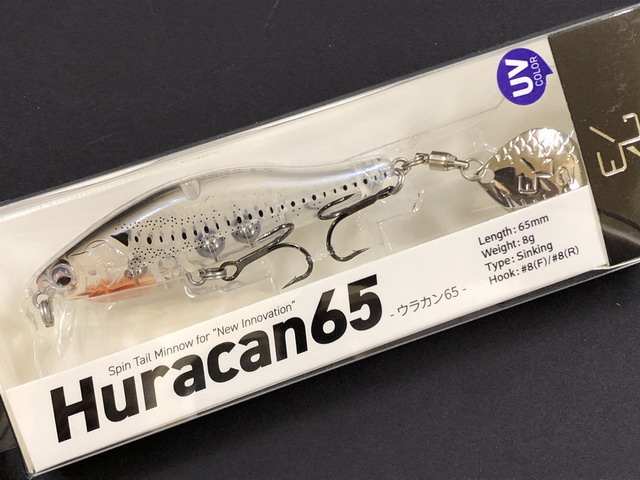 UV
COLOR
Length: 65mm
Weight: 8g
Type: Sinking
Hook: #8(F)/#8(R)
Spin Tail Minnow for "New Innovation"
Huracan65
- ウラカン65 -